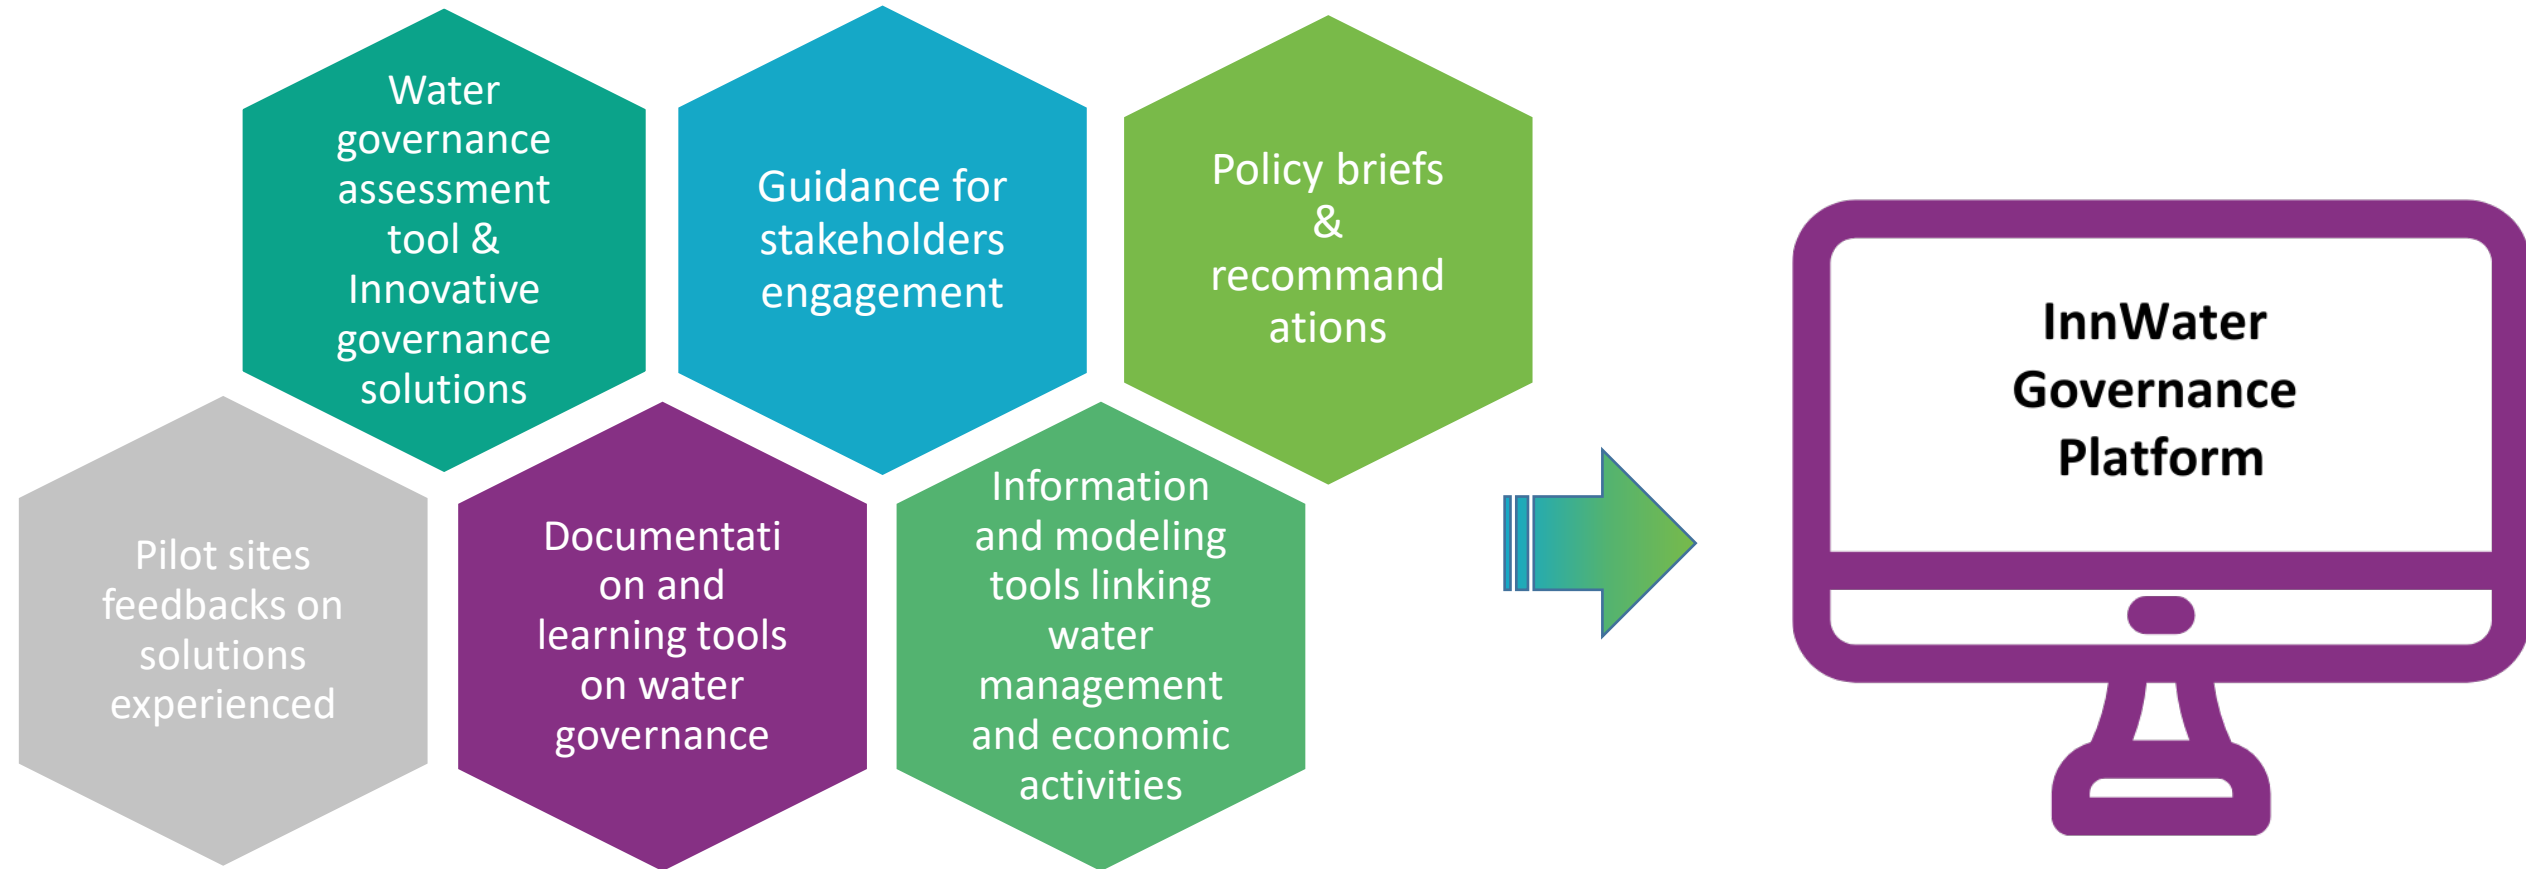 Water
governance
assessment
tool &
Innovative
governance
solutions
Guidance for
stakeholders
engagement
Policy briefs
&
recommand
ations
Pilot sites
feedbacks on
solutions
experienced
Documentati
on and
learning tools
on water
governance
Information
and modeling
tools linking
water
management
and economic
activities
InnWater
Governance
Platform